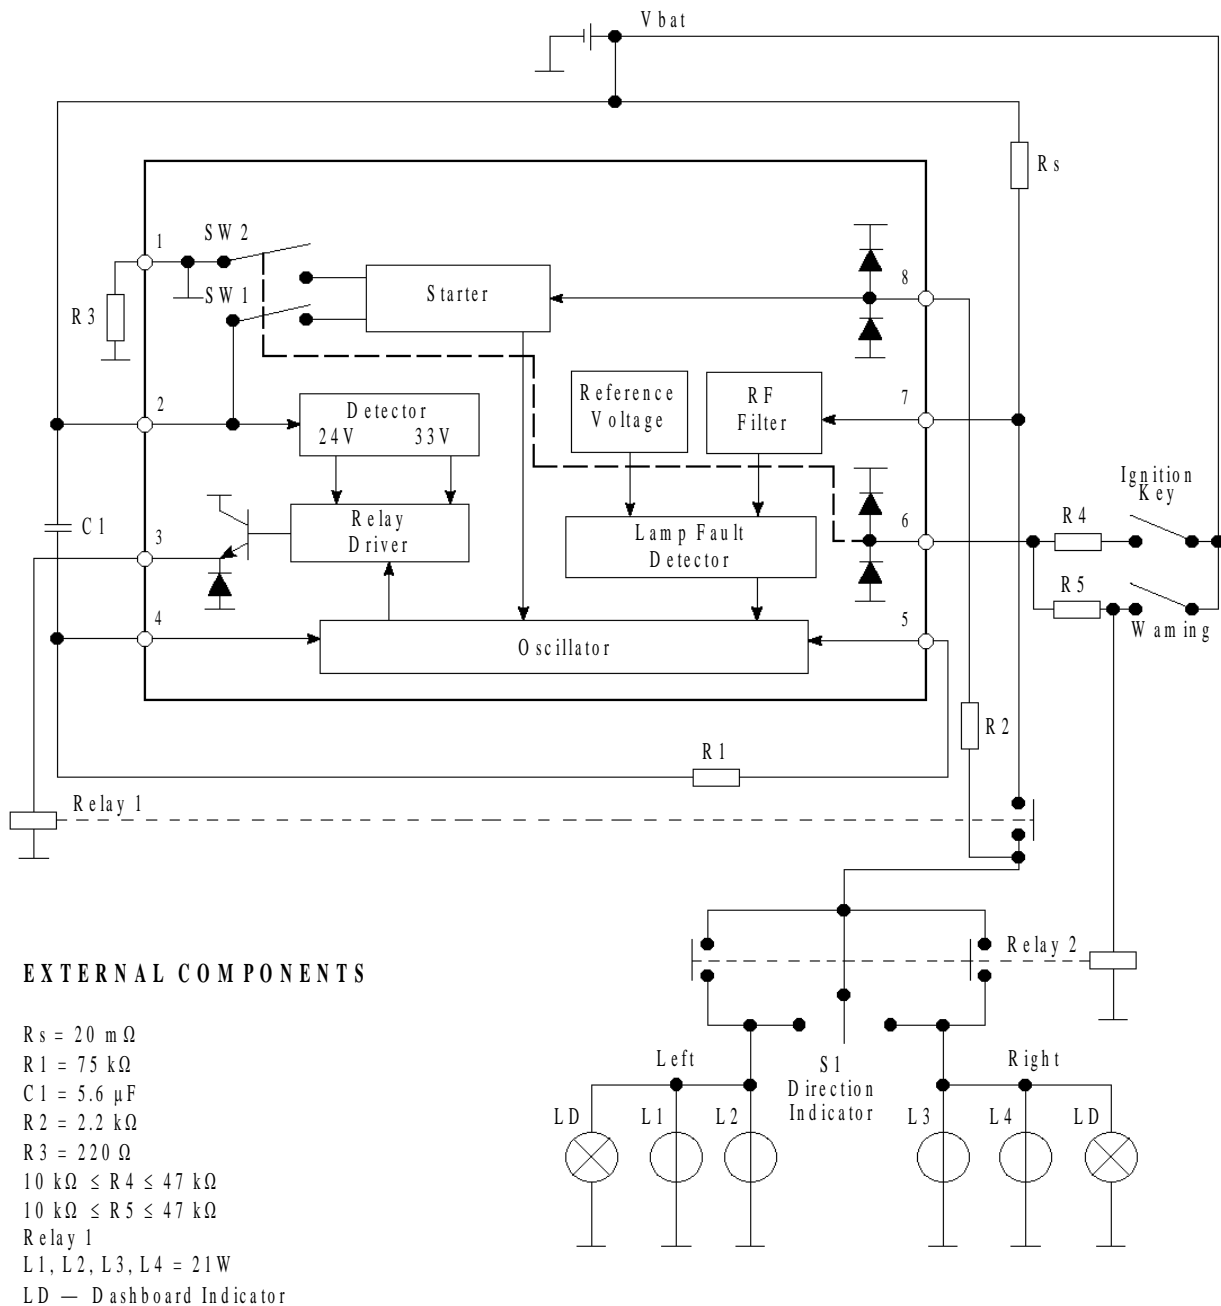 Vbat
Rs
1
SW2
SW1
R3
Starter
8
2
Detector
24V 33V
Reference
Voltage
RF
Filter
7
Ignition
Key
C1
3
Relay
Driver
Lamp Fault
Detector
6
R4
R5
Waming
4
Oscillator
5
R2
R1
Relay 1
Relay 2
EXTERNAL COMPONENTS
Rs = 20 mΩ
R1 = 75 kΩ
C1 = 5.6 µF
R2 = 2.2 kΩ
R3 = 220 Ω
10 kΩ ≤ R4 ≤ 47 kΩ
10 kΩ ≤ R5 ≤ 47 kΩ
Relay 1
L1, L2, L3, L4 = 21W
LD — Dashboard Indicator
Left
S1
Direction
Indicator
Right
LD
L1
L2
L3
L4
LD